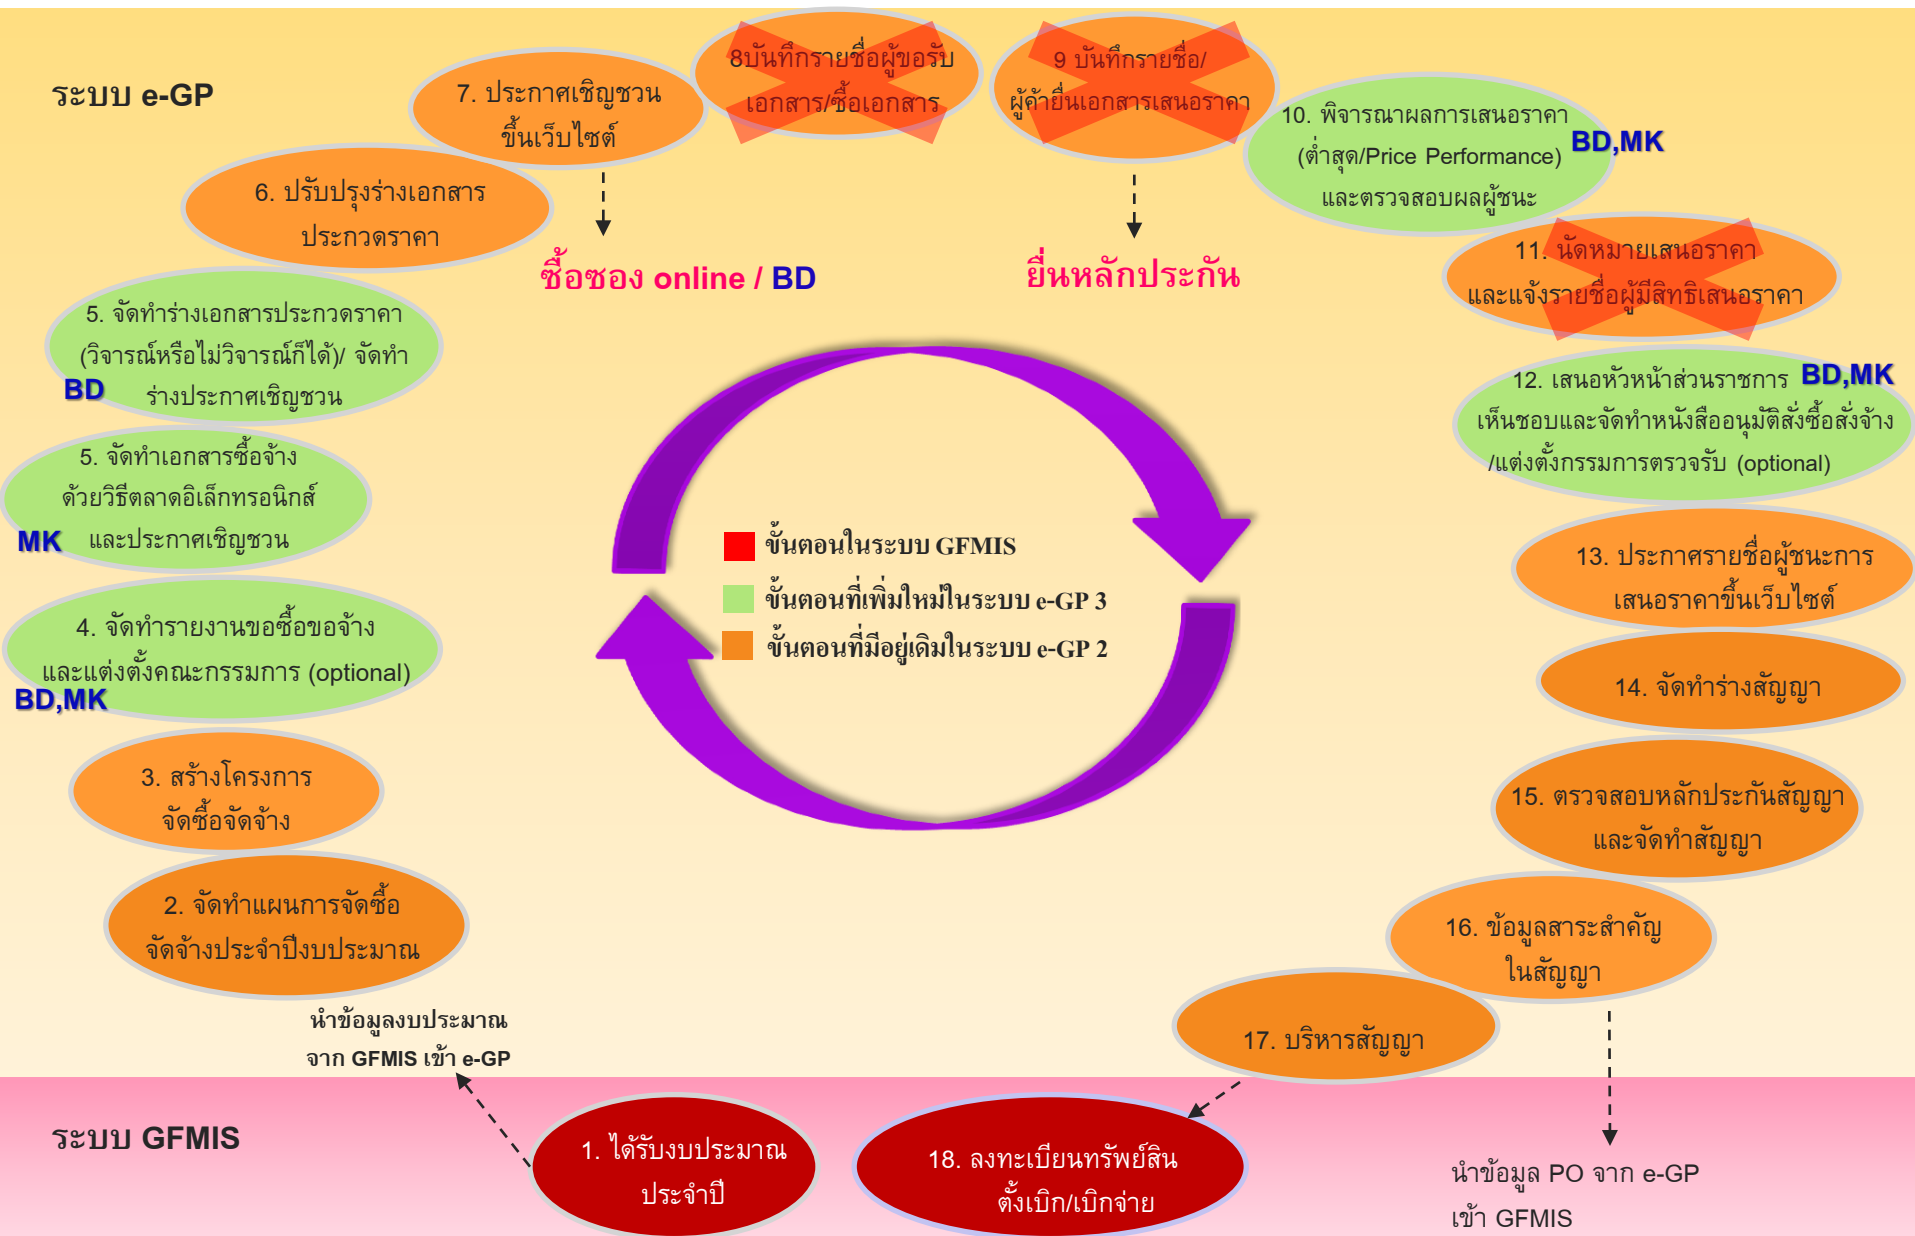 ระบบ e-GP
7. ประกาศเชิญชวน
ขึ้นเว็บไซต์
8บันทึกรายชื่อผู้ขอรับ
เอกสาร/ซื้อเอกสาร
9 บันทึกรายชื่อ/
ผู้ค้ายื่นเอกสารเสนอราคา
10. พิจารณาผลการเสนอราคา
(ต่ำสุด/Price Performance)
และตรวจสอบผลผู้ชนะ
BD,MK
6. ปรับปรุงร่างเอกสาร
ประกวดราคา
ซื้อซอง online / BD
ยื่นหลักประกัน
11. นัดหมายเสนอราคา
และแจ้งรายชื่อผู้มีสิทธิเสนอราคา
5. จัดทำร่างเอกสารประกวดราคา
(วิจารณ์หรือไม่วิจารณ์ก็ได้)/ จัดทำ
ร่างประกาศเชิญชวน
BD
12. เสนอหัวหน้าส่วนราชการ
เห็นชอบและจัดทำหนังสืออนุมัติสั่งซื้อสั่งจ้าง
/แต่งตั้งกรรมการตรวจรับ (optional)
BD,MK
5. จัดทำเอกสารซื้อจ้าง
ด้วยวิธีตลาดอิเล็กทรอนิกส์
และประกาศเชิญชวน
MK
ขั้นตอนในระบบ GFMIS
ขั้นตอนที่เพิ่มใหม่ในระบบ e-GP 3
ขั้นตอนที่มีอยู่เดิมในระบบ e-GP 2
13. ประกาศรายชื่อผู้ชนะการ
เสนอราคาขึ้นเว็บไซต์
4. จัดทำรายงานขอซื้อขอจ้าง
และแต่งตั้งคณะกรรมการ (optional)
BD,MK
14. จัดทำร่างสัญญา
3. สร้างโครงการ
จัดซื้อจัดจ้าง
15. ตรวจสอบหลักประกันสัญญา
และจัดทำสัญญา
2. จัดทำแผนการจัดซื้อ
จัดจ้างประจำปีงบประมาณ
16. ข้อมูลสาระสำคัญ
ในสัญญา
นำข้อมูลงบประมาณ
จาก GFMIS เข้า e-GP
17. บริหารสัญญา
ระบบ GFMIS
1. ได้รับงบประมาณ
ประจำปี
18. ลงทะเบียนทรัพย์สิน
ตั้งเบิก/เบิกจ่าย
นำข้อมูล PO จาก e-GP
เข้า GFMIS